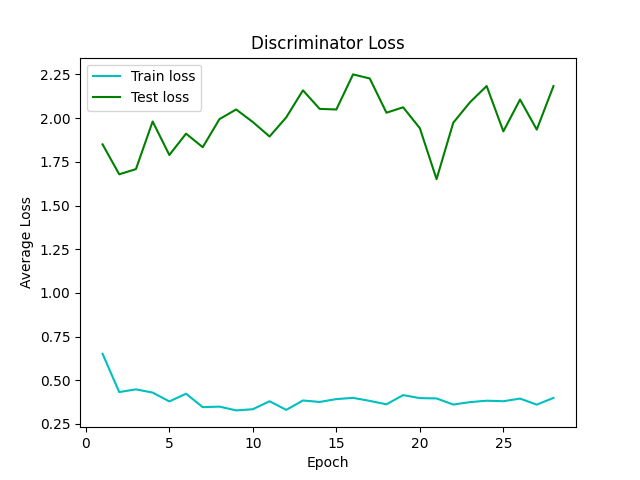 Discriminator Loss
Train loss
Test loss
2.25
2.00
1.75
1.50
1.25
1.00
0.75
0.50
0.25
Average Loss
0 5 10 15 20 25
Epoch